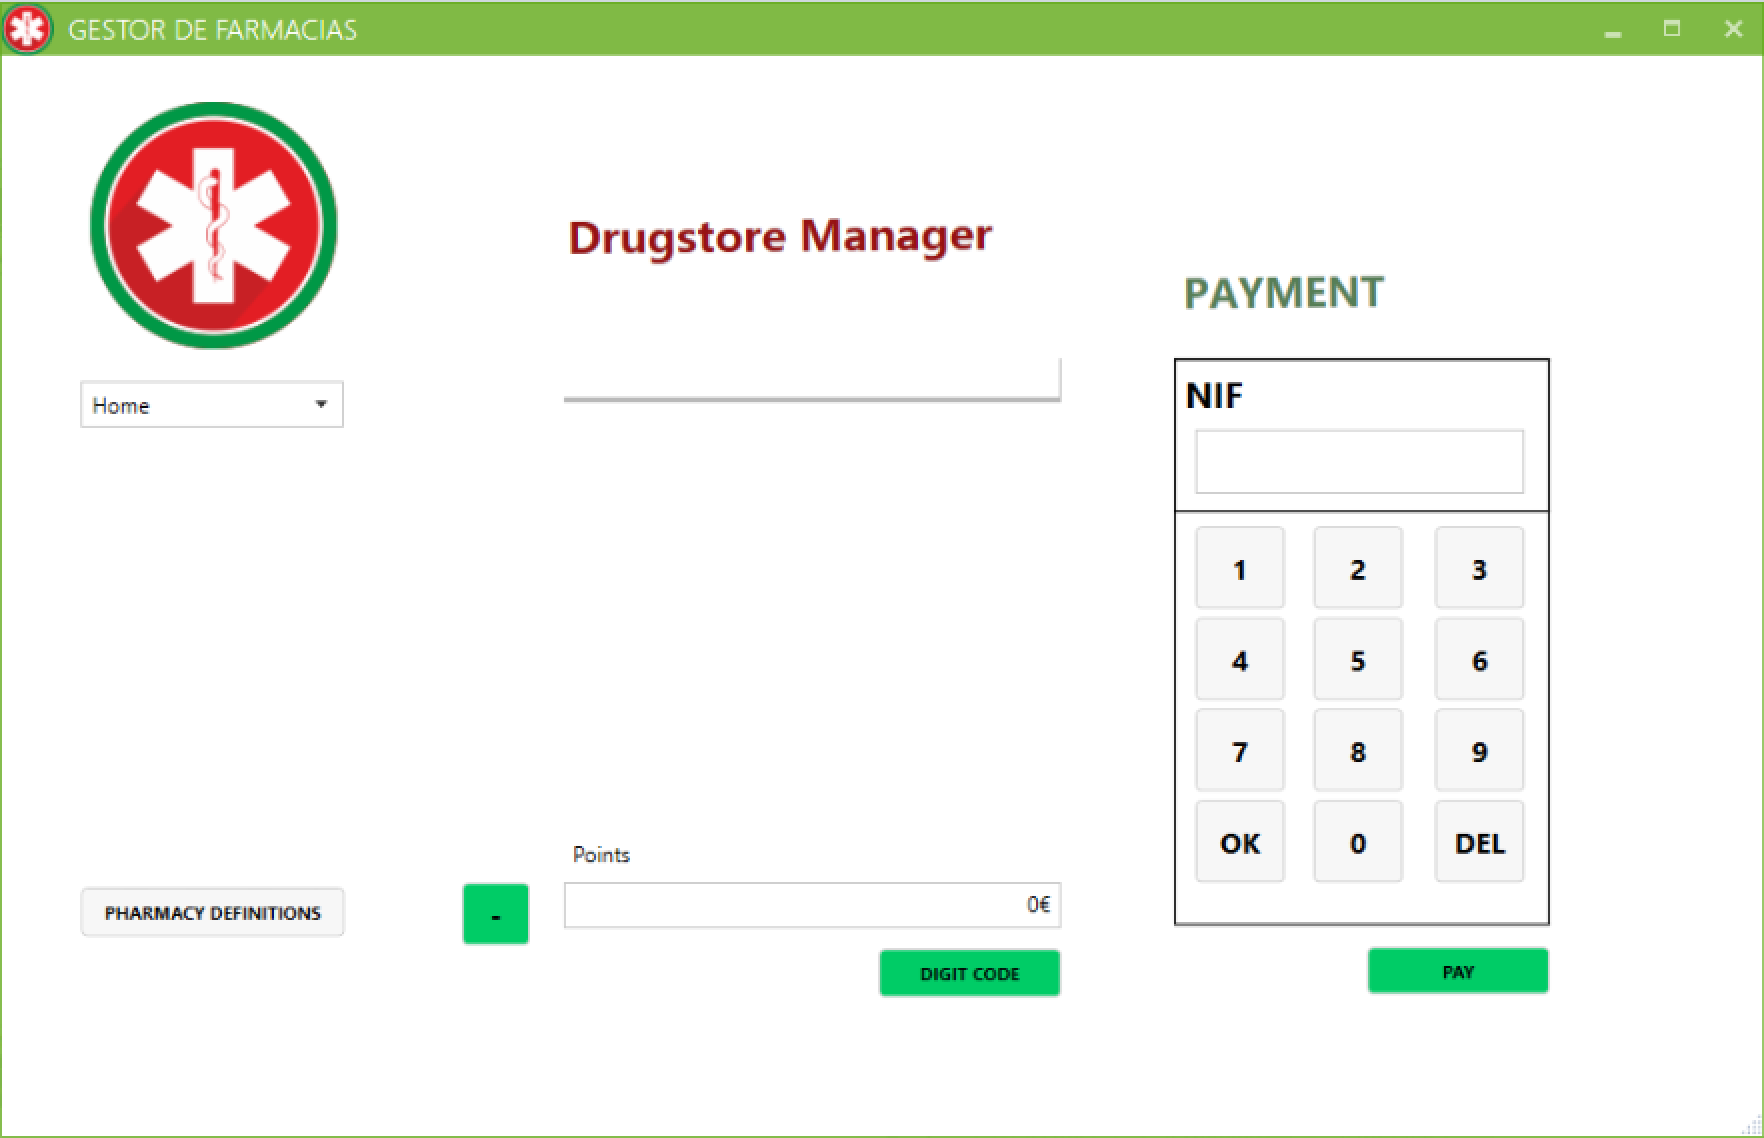 GESTOR DE FARMACIAS
Drugstore Manager
PAYMENT
Home
NIF
1 2 3
4 5 6
7 8 9
OK 0 DEL
Points
0€
PHARMACY DEFINITIONS
-
DIGIT CODE
PAY